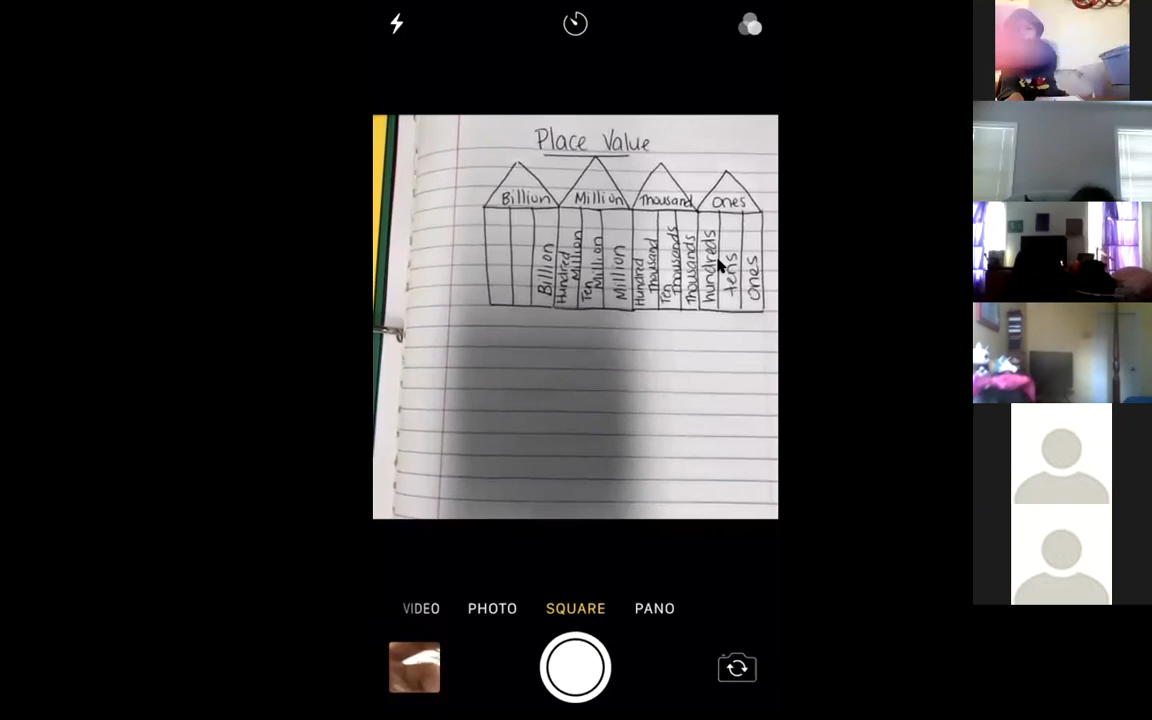 Place Value
Billion Million Thousand Ones
Billion
Hundred Million
Ten Million
Million
Hundred Thousand
Ten Thousands
Thousands
hundreds
tens
ones
VIDEO PHOTO SQUARE PANO